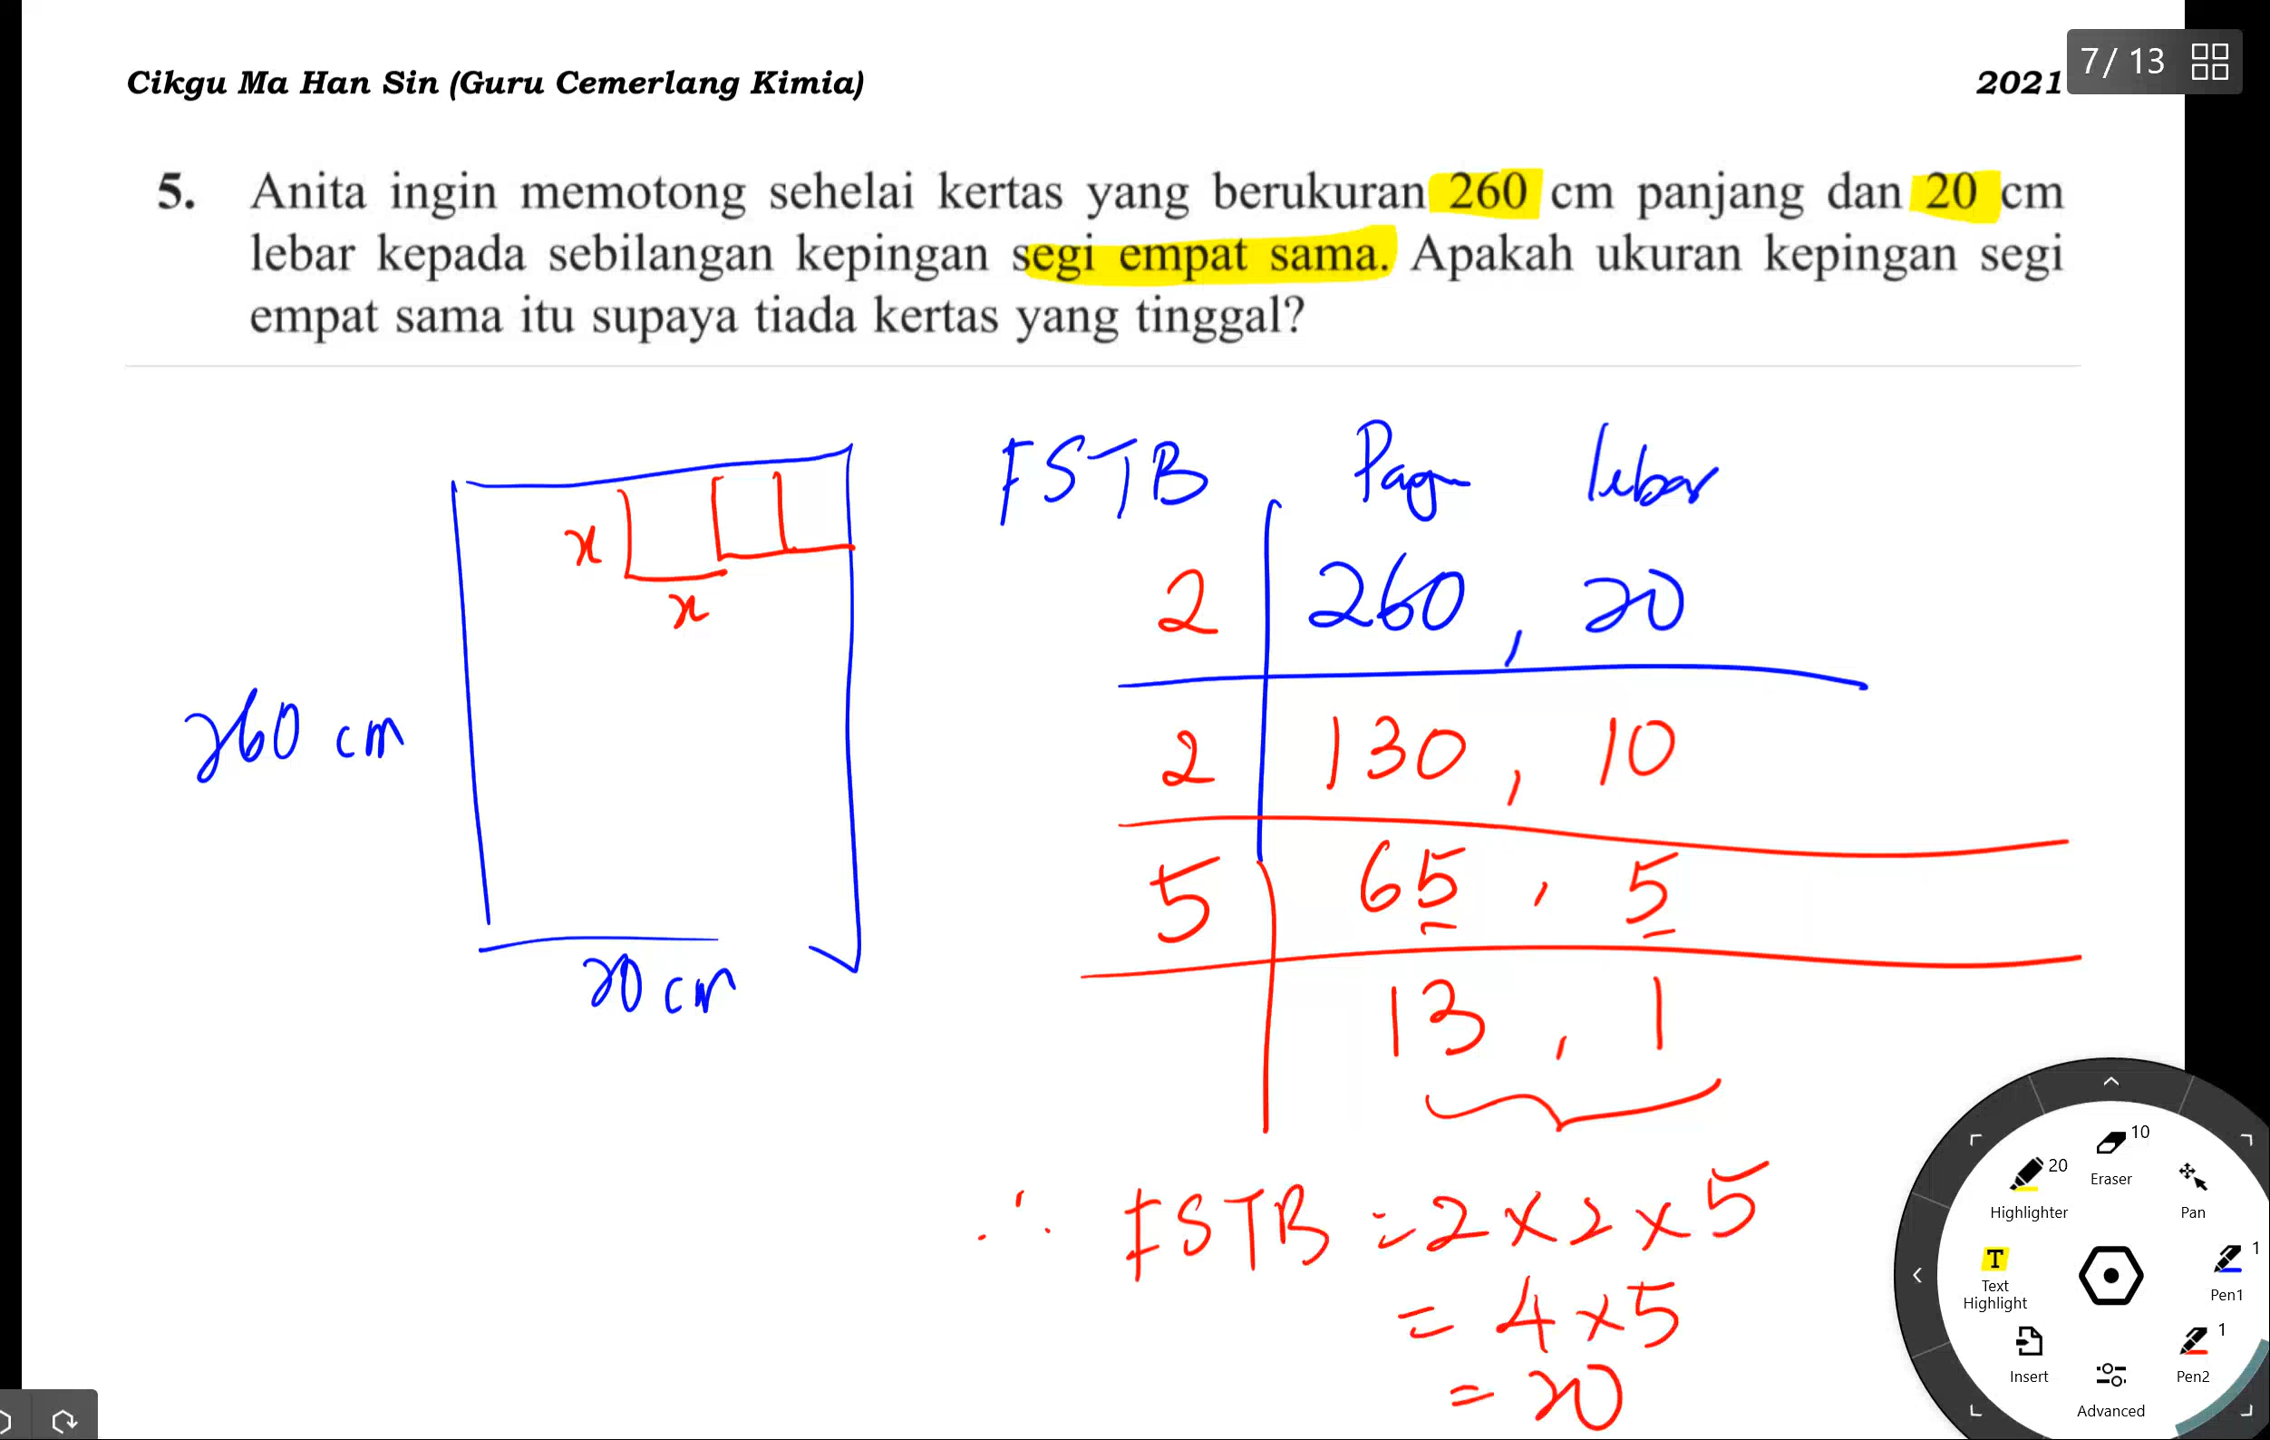 Cikgu Ma Han Sin (Guru Cemerlang Kimia) 2021
7/ 13
5. Anita ingin memotong sehelai kertas yang berukuran 260 cm panjang dan 20 cm
lebar kepada sebilangan kepingan segi empat sama. Apakah ukuran kepingan segi
empat sama itu supaya tiada kertas yang tinggal?
x
x
260 cm
20 cm
FSTB lebar
2 260 , 20
2 130 , 10
5 65 , 5
13 , 1
∴ FSTB = 2 × 2 × 5
= 4 × 5
= 20
10
Eraser
20
Highlighter
Pan
T
Text
Highlight
1
Pen1
Insert
1
Pen2
Advanced